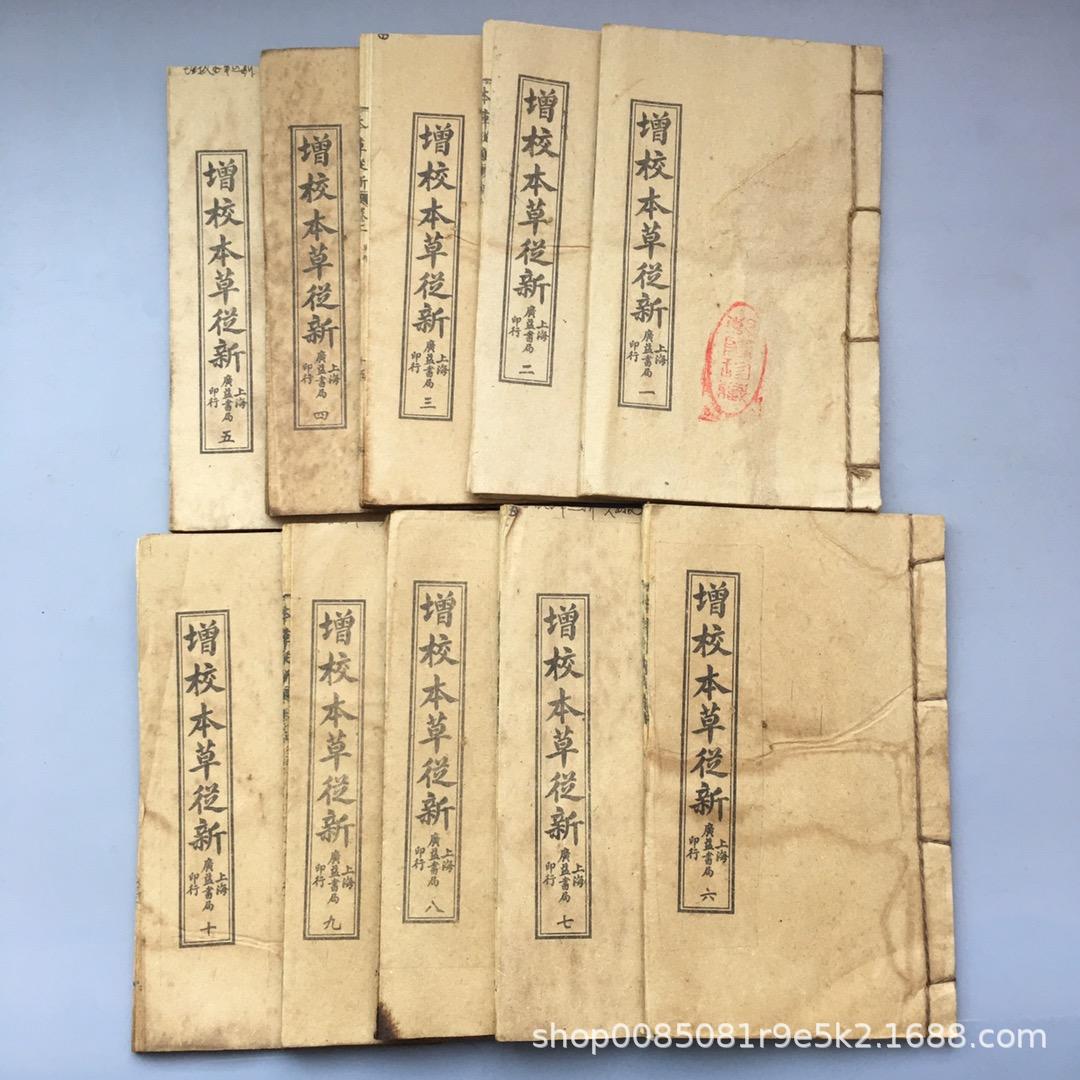 增校本草從新
上海
廣益書局
印行
一
增校本草從新
上海
廣益書局
印行
二
增校本草從新
上海
廣益書局
印行
三
增校本草從新
上海
廣益書局
印行
四
增校本草從新
上海
廣益書局
印行
五
增校本草從新
上海
廣益書局
印行
六
增校本草從新
上海
廣益書局
印行
七
增校本草從新
上海
廣益書局
印行
八
增校本草從新
上海
廣益書局
印行
九
增校本草從新
上海
廣益書局
印行
十
shop0085081r9e5k2.1688.com